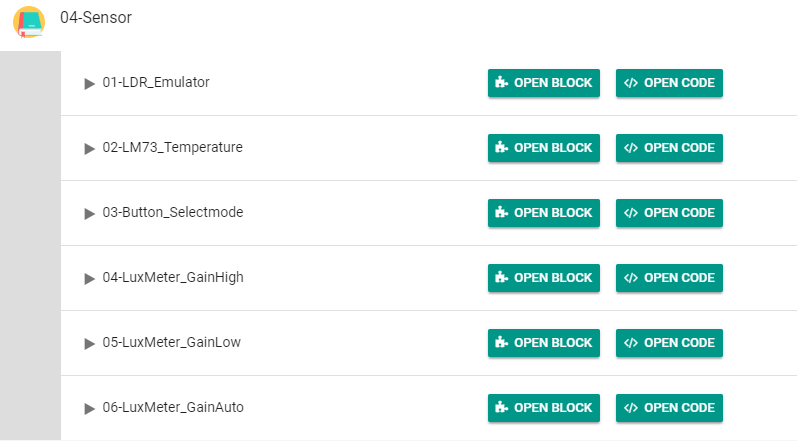 04-Sensor
01-LDR_Emulator OPEN BLOCK OPEN CODE
02-LM73_Temperature OPEN BLOCK OPEN CODE
03-Button_Selectmode OPEN BLOCK OPEN CODE
04-LuxMeter_GainHigh OPEN BLOCK OPEN CODE
05-LuxMeter_GainLow OPEN BLOCK OPEN CODE
06-LuxMeter_GainAuto OPEN BLOCK OPEN CODE